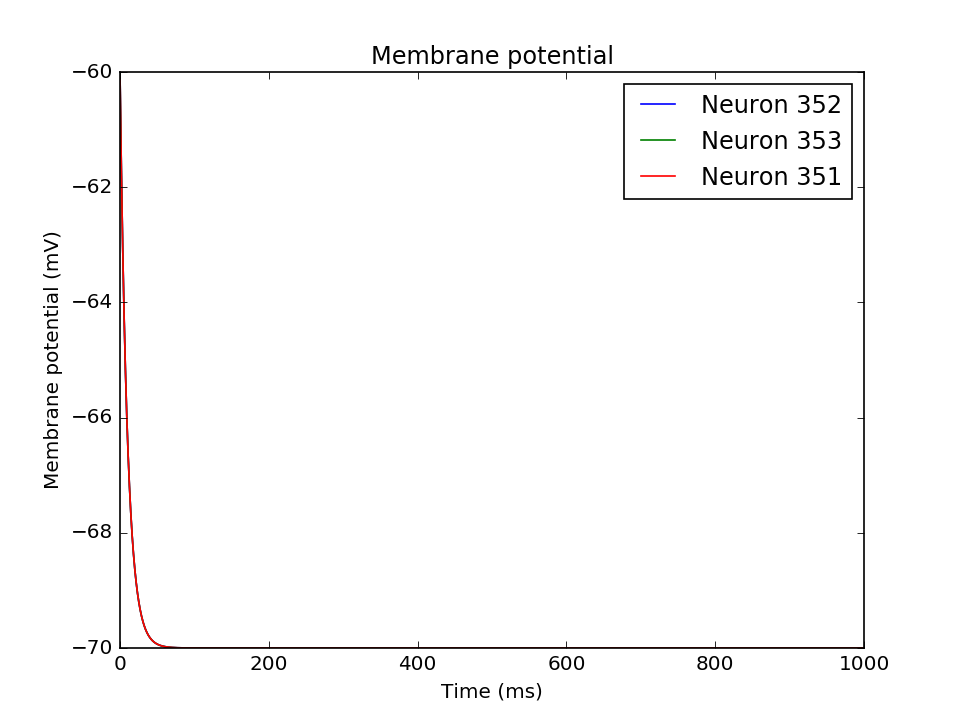 Membrane potential
−60
−62
−64
−66
−68
−70
Membrane potential (mV)
Neuron 352
Neuron 353
Neuron 351
0 200 400 600 800 1000
Time (ms)